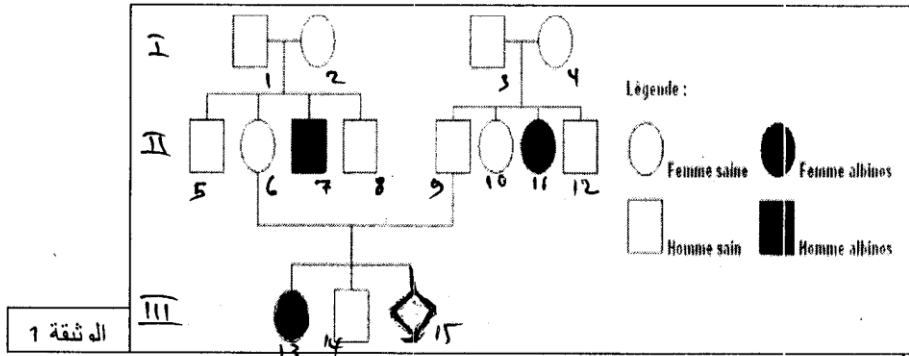 I
1 2 3 4
Légende :
II
5 6 7 8 9 10 11 12
Femme saine Femme albinos
Homme sain Homme albinos
III
13 14 15
الوثيقة 1